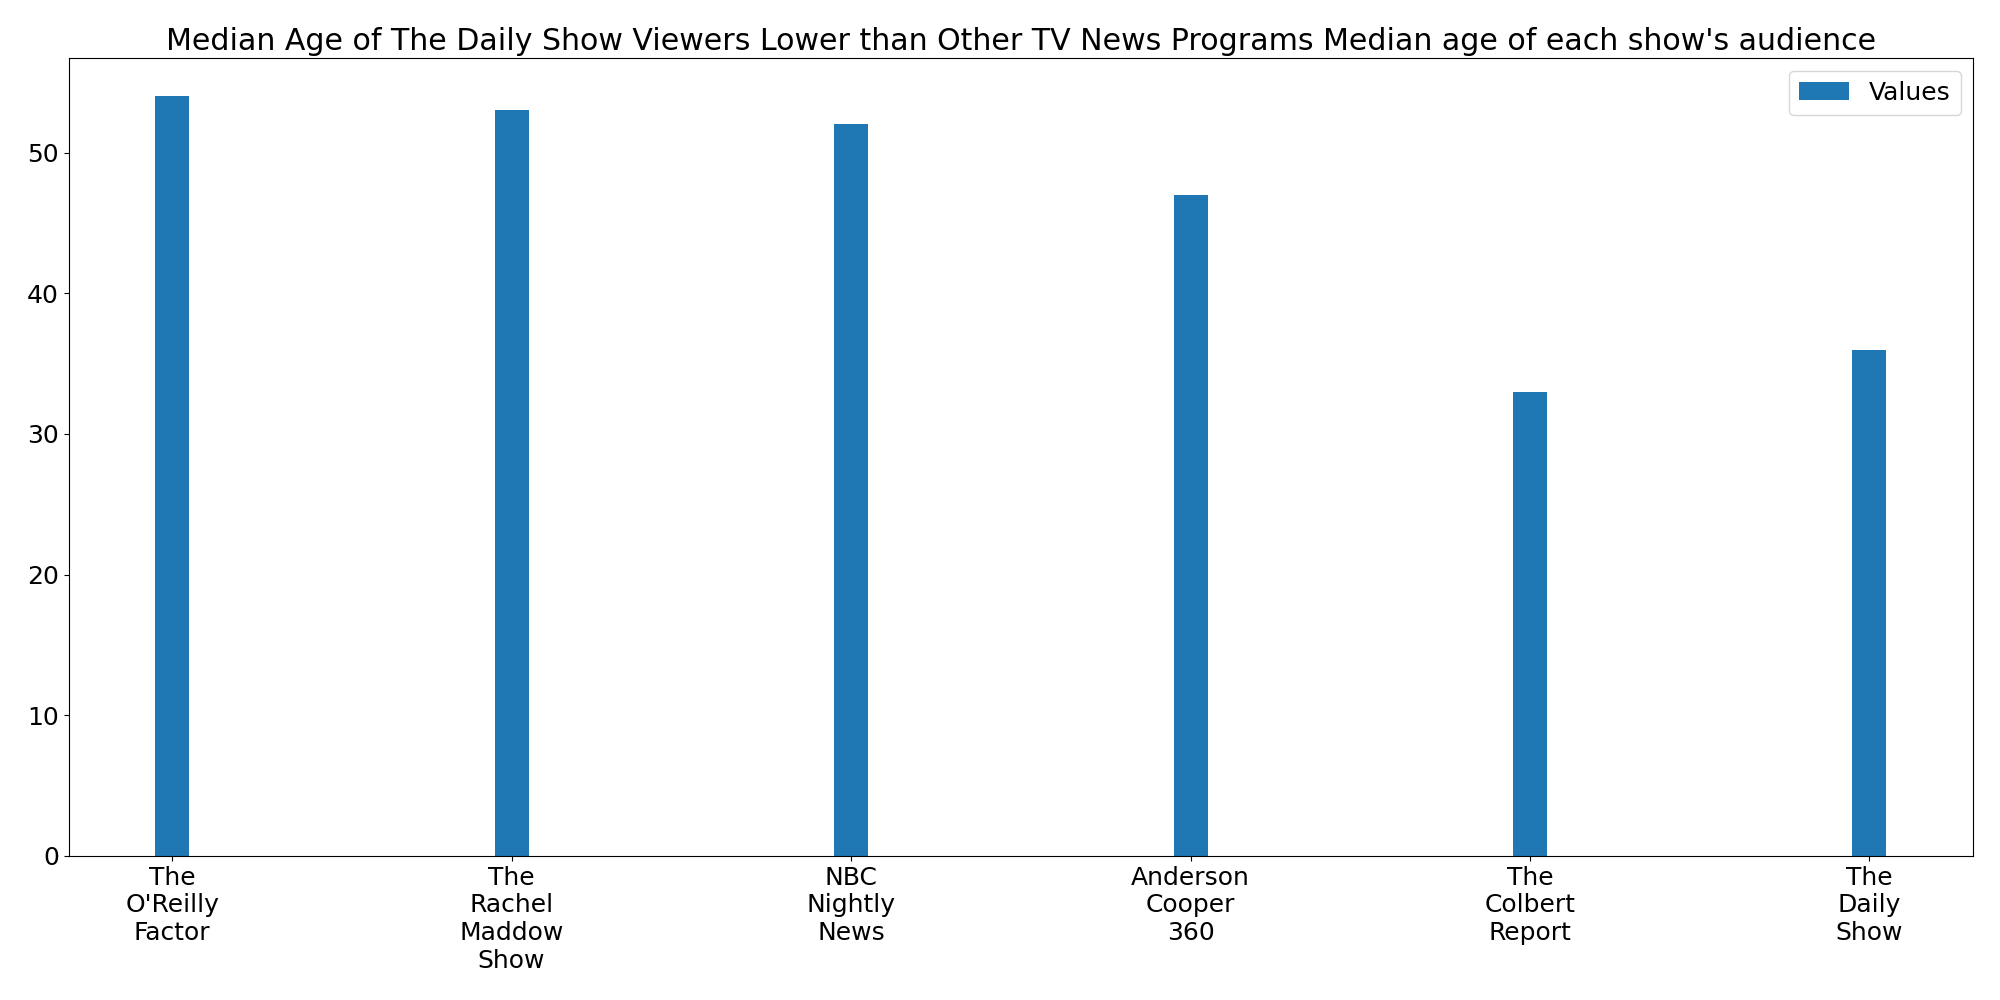 Median Age of The Daily Show Viewers Lower than Other TV News Programs Median age of each show's audience
Values
50
40
30
20
10
0
The
O'Reilly
Factor
The
Rachel
Maddow
Show
NBC
Nightly
News
Anderson
Cooper
360
The
Colbert
Report
The
Daily
Show